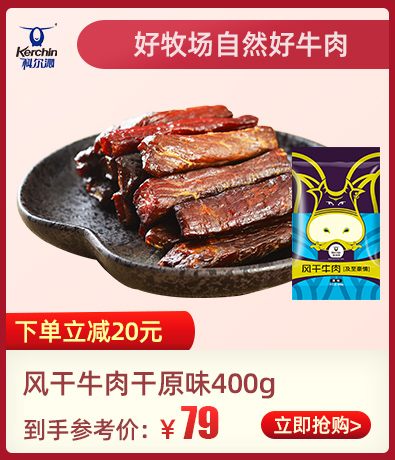 Kerchin
科尔沁
好牧场自然好牛肉
风干牛肉
下单立减20元
风干牛肉干原味400g
到手参考价：￥79
立即抢购>